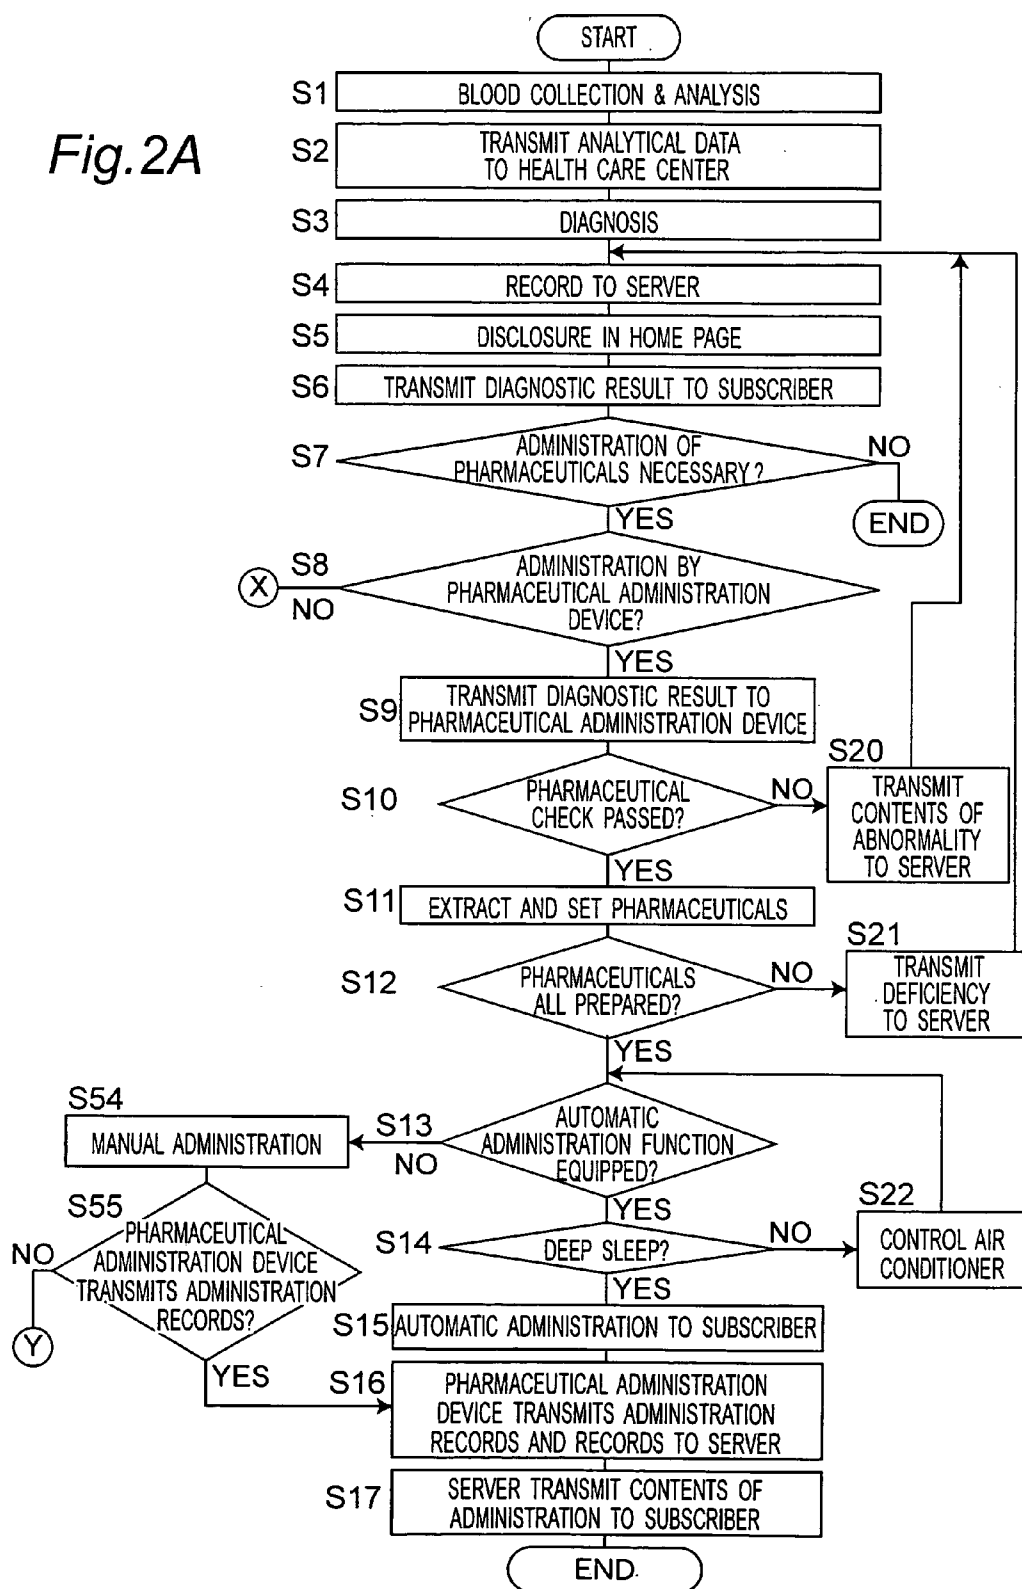 Fig.2A
START
S1
BLOOD COLLECTION & ANALYSIS
S2
TRANSMIT ANALYTICAL DATA
TO HEALTH CARE CENTER
S3
DIAGNOSIS
S4
RECORD TO SERVER
S5
DISCLOSURE IN HOME PAGE
S6
TRANSMIT DIAGNOSTIC RESULT TO SUBSCRIBER
S7
ADMINISTRATION OF
PHARMACEUTICALS NECESSARY?
NO
END
YES
S8
ADMINISTRATION BY
PHARMACEUTICAL ADMINISTRATION
DEVICE?
X
NO
YES
S9
TRANSMIT DIAGNOSTIC RESULT TO
PHARMACEUTICAL ADMINISTRATION DEVICE
S10
PHARMACEUTICAL
CHECK PASSED?
NO
S20
TRANSMIT
CONTENTS OF
ABNORMALITY
TO SERVER
YES
S11
EXTRACT AND SET PHARMACEUTICALS
S12
PHARMACEUTICALS
ALL PREPARED?
NO
S21
TRANSMIT
DEFICIENCY
TO SERVER
YES
S13
AUTOMATIC
ADMINISTRATION FUNCTION
EQUIPPED?
NO
S54
MANUAL ADMINISTRATION
S55
PHARMACEUTICAL
ADMINISTRATION DEVICE
TRANSMITS ADMINISTRATION
RECORDS?
NO
Y
YES
YES
S14
DEEP SLEEP?
NO
S22
CONTROL AIR
CONDITIONER
YES
S15
AUTOMATIC ADMINISTRATION TO SUBSCRIBER
S16
PHARMACEUTICAL ADMINISTRATION
DEVICE TRANSMITS ADMINISTRATION
RECORDS AND RECORDS TO SERVER
S17
SERVER TRANSMIT CONTENTS OF
ADMINISTRATION TO SUBSCRIBER
END